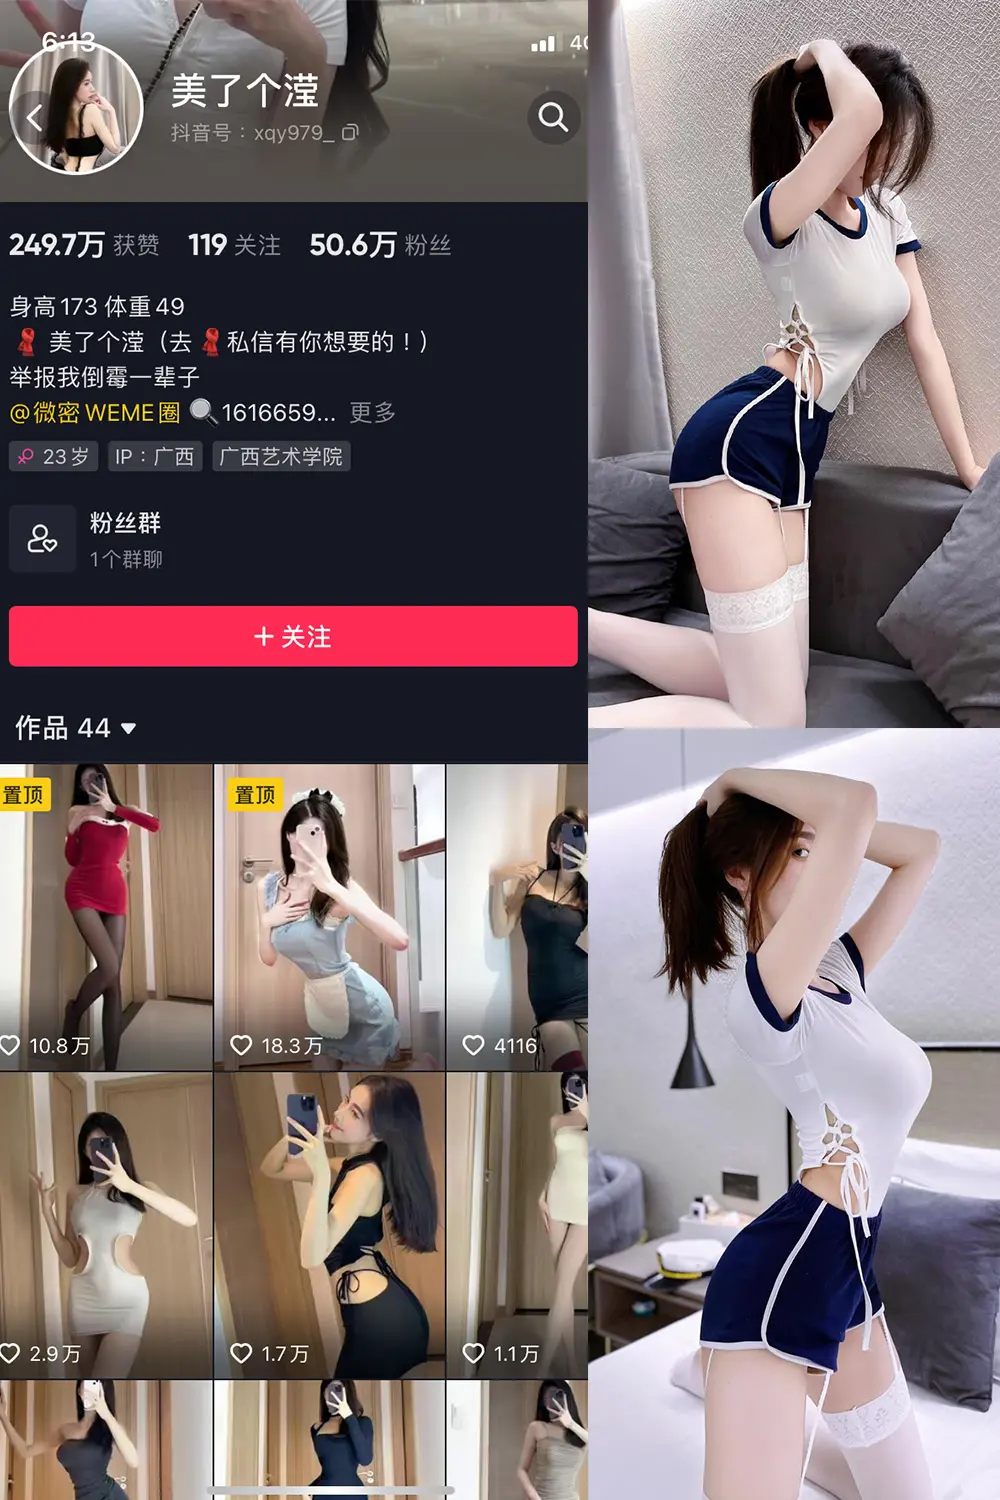 6:13
4G
美了个滢
抖音号：xqy979_
249.7万 获赞 119 关注 50.6万 粉丝
身高173 体重49
美了个滢（去 私信有你想要的！）
举报我倒霉一辈子
@微密 WEME圈 1616659... 更多
23岁 IP：广西 广西艺术学院
粉丝群
1个群聊
+ 关注
作品 44
置顶
置顶
10.8万
18.3万
4116
2.9万
1.7万
1.1万